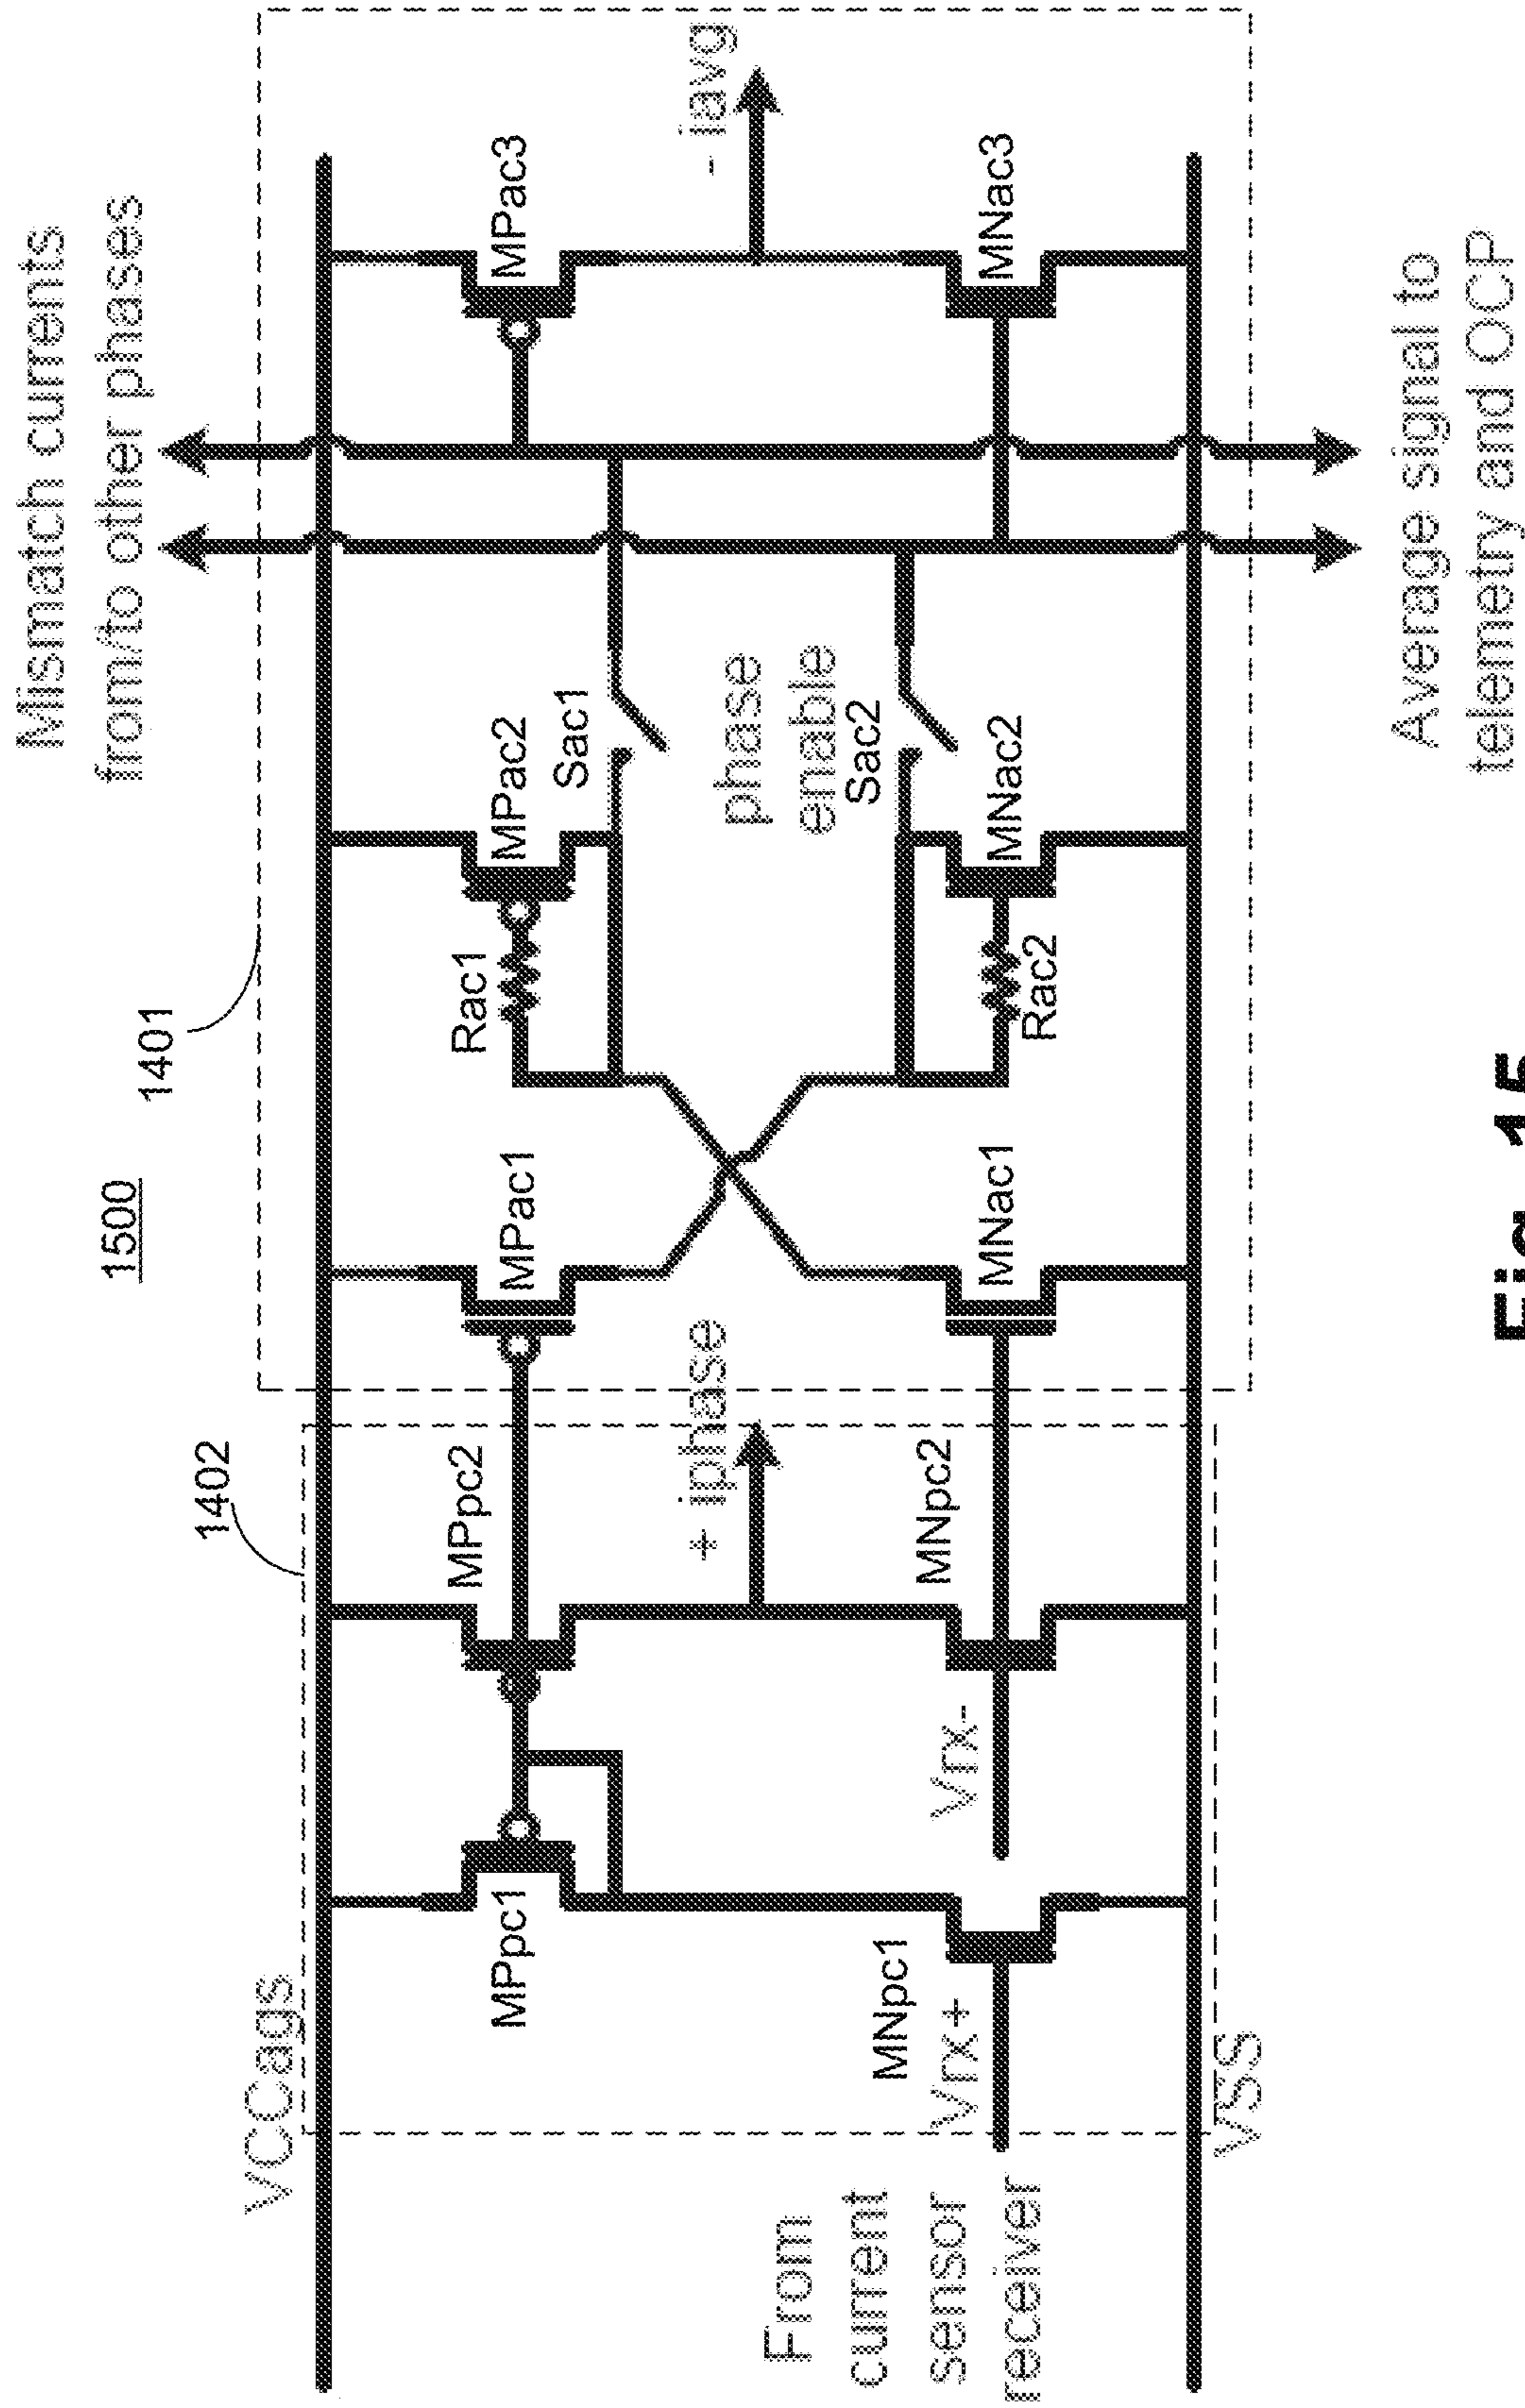 Mismatch currents
from/to other phases
1500
1401
1402
VCCags
MPpc1
MPpc2
MPac1
Rac1
MPac2
Sac1
MPac3
+ iphase
- iavg
phase
enable
Sac2
From
current
sensor
receiver
MNpc1
Vrx+
Vrx-
MNpc2
MNac1
Rac2
MNac2
MNac3
VSS
Average signal to
telemetry and OCP
Fig. 15